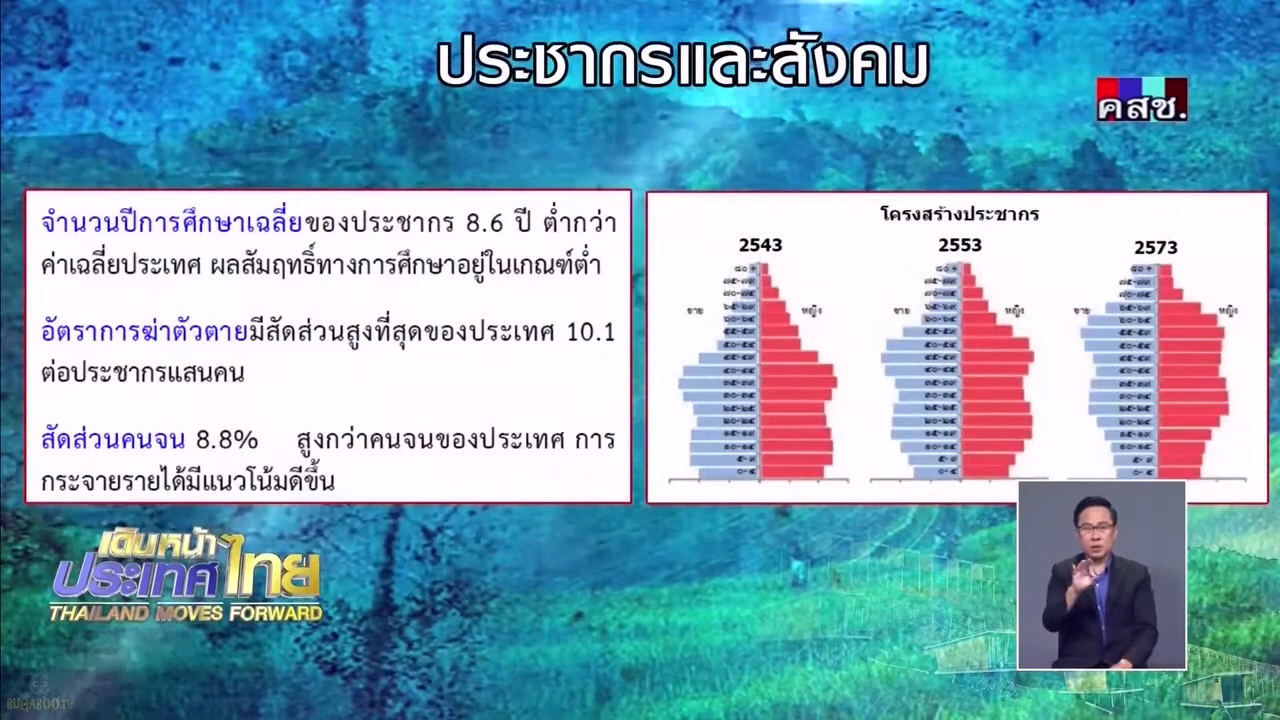 ประชากรและสังคม
คสช.
จำนวนปีการศึกษาเฉลี่ยของประชากร 8.6 ปี ต่ำกว่า
ค่าเฉลี่ยประเทศ ผลสัมฤทธิ์ทางการศึกษาอยู่ในเกณฑ์ต่ำ
อัตราการฆ่าตัวตายมีสัดส่วนสูงที่สุดของประเทศ 10.1
ต่อประชากรแสนคน
สัดส่วนคนจน 8.8% สูงกว่าคนจนของประเทศ การ
กระจายรายได้มีแนวโน้มดีขึ้น
โครงสร้างประชากร
2543 2553 2573
ชาย หญิง ชาย หญิง ชาย หญิง
เดินหน้า
ประเทศไทย
THAILAND MOVES FORWARD
BUGABOO.TV